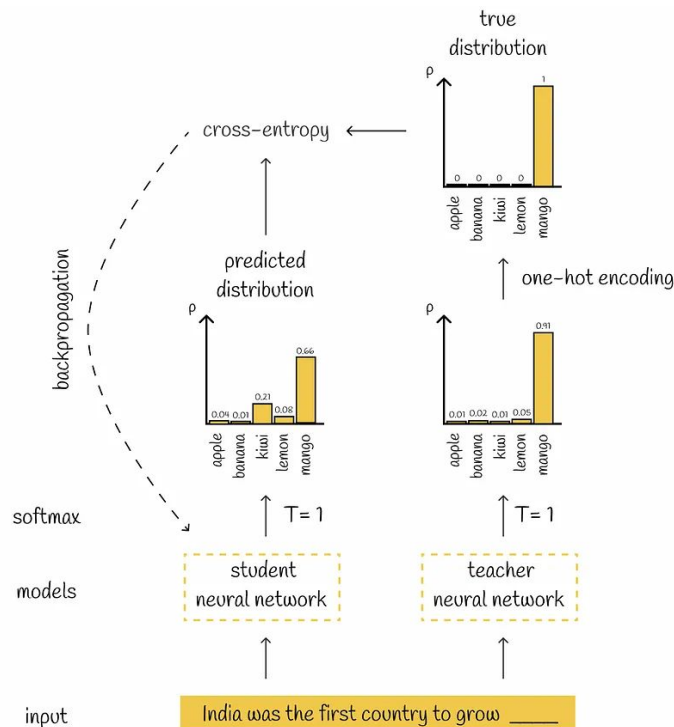 true
distribution
ρ
1
0 0 0 0
apple
banana
kiwi
lemon
mango
cross-entropy
backpropagation
predicted
distribution
ρ
0.04 0.01 0.21 0.08 0.66
apple
banana
kiwi
lemon
mango
one-hot encoding
ρ
0.01 0.02 0.01 0.05 0.91
apple
banana
kiwi
lemon
mango
softmax
T = 1
T = 1
models
student
neural network
teacher
neural network
input
India was the first country to grow _____